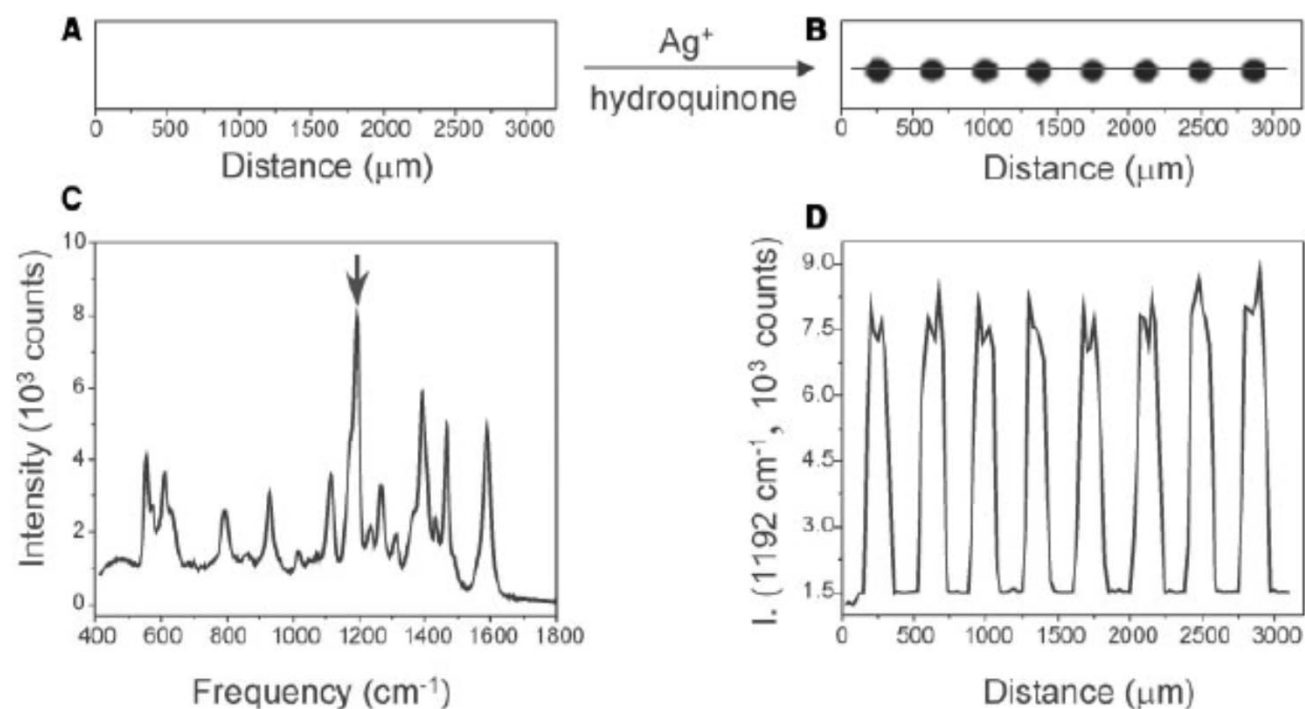 A
0 500 1000 1500 2000 2500 3000
Distance (μm)
Ag⁺
hydroquinone
B
0 500 1000 1500 2000 2500 3000
Distance (μm)
C
Intensity (10³ counts)
10
8
6
4
2
0
400 600 800 1000 1200 1400 1600 1800
Frequency (cm⁻¹)
D
I. (1192 cm⁻¹, 10³ counts)
9.0
7.5
6.0
4.5
3.0
1.5
0 500 1000 1500 2000 2500 3000
Distance (μm)